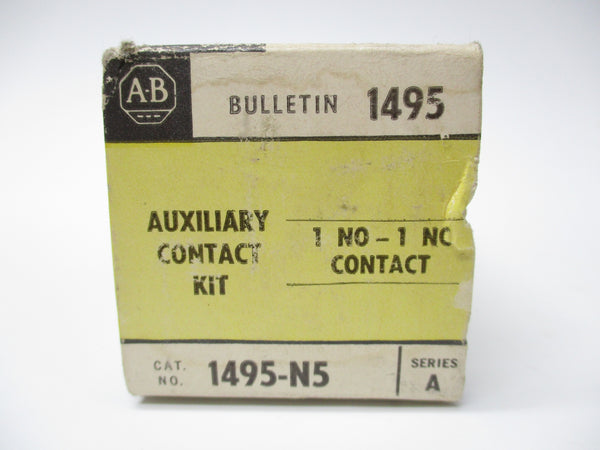 A-B
BULLETIN 1495
AUXILIARY
CONTACT
KIT
1 NO - 1 NC
CONTACT
CAT.
NO.
1495-N5
SERIES
A